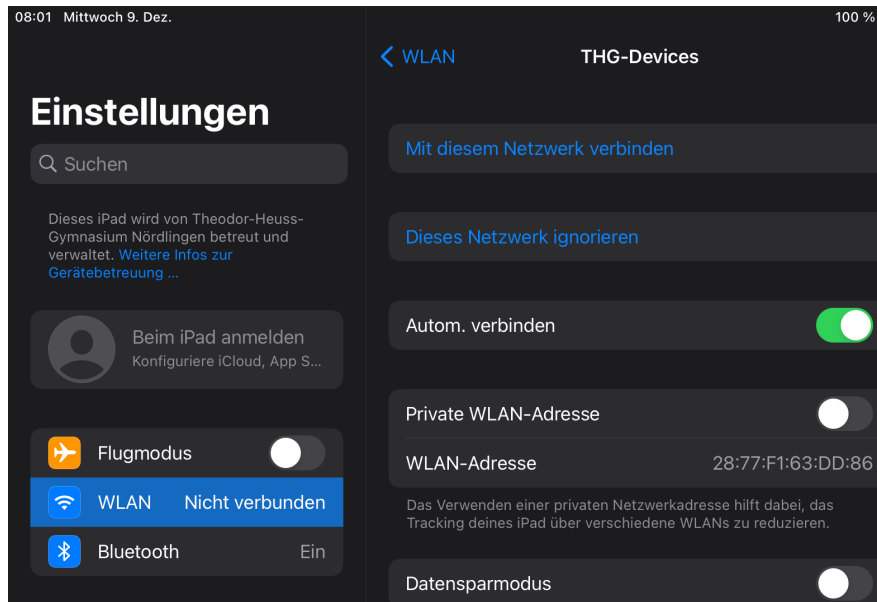 08:01 Mittwoch 9. Dez.
100 %
Einstellungen
Suchen
Dieses iPad wird von Theodor-Heuss-
Gymnasium Nördlingen betreut und
verwaltet. Weitere Infos zur
Gerätebetreuung ...
Beim iPad anmelden
Konfiguriere iCloud, App S...
Flugmodus
WLAN Nicht verbunden
Bluetooth Ein
WLAN THG-Devices
Mit diesem Netzwerk verbinden
Dieses Netzwerk ignorieren
Autom. verbinden
Private WLAN-Adresse
WLAN-Adresse 28:77:F1:63:DD:86
Das Verwenden einer privaten Netzwerkadresse hilft dabei, das
Tracking deines iPad über verschiedene WLANs zu reduzieren.
Datensparmodus